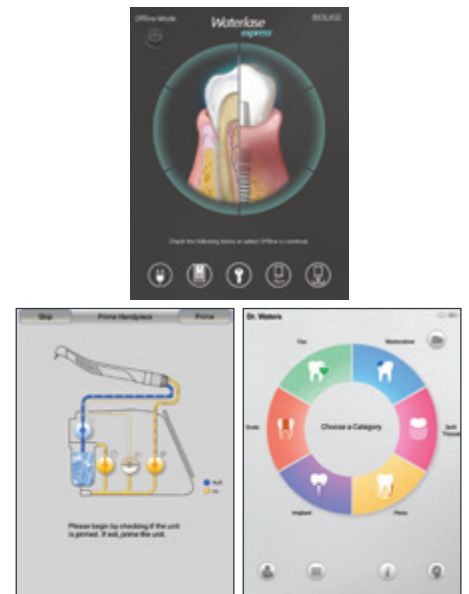 Offline Mode
Waterlase
express
BIOLASE
Check the following items or select Offline to continue.
Skip
Prime Handpiece
Prime
Air
Please begin by checking if the unit
is primed. If not, prime the unit.
Dr. Waters
Fav
Restorative
Endo
Choose a Category
Soft
Tissue
Implant
Perio